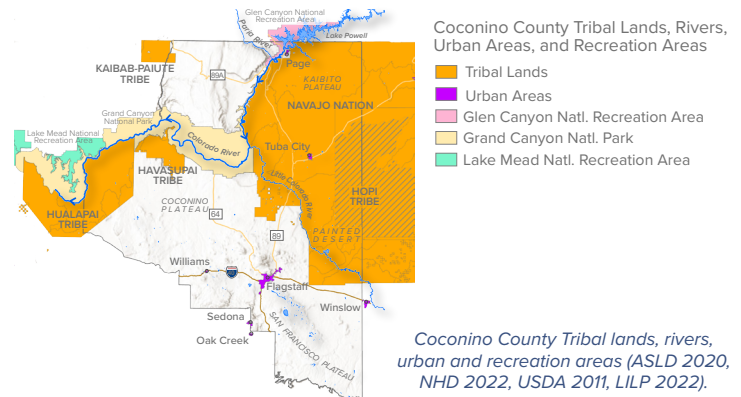 Glen Canyon National
Recreation Area
Paria River
Lake Powell
Page
KAIBAB-PAIUTE
TRIBE
89A
KAIBITO
PLATEAU
NAVAJO NATION
Grand Canyon
National Park
Lake Mead National
Recreation Area
Colorado River
Tuba City
HAVASUPAI
TRIBE
Little Colorado River
HOPI
TRIBE
COCONINO
PLATEAU
HUALAPAI
TRIBE
64
89
PAINTED
DESERT
Williams
Flagstaff
Winslow
Sedona
Oak Creek
SAN FRANCISCO PLATEAU
Coconino County Tribal Lands, Rivers,
Urban Areas, and Recreation Areas
Tribal Lands
Urban Areas
Glen Canyon Natl. Recreation Area
Grand Canyon Natl. Park
Lake Mead Natl. Recreation Area
Coconino County Tribal lands, rivers,
urban and recreation areas (ASLD 2020,
NHD 2022, USDA 2011, LILP 2022).